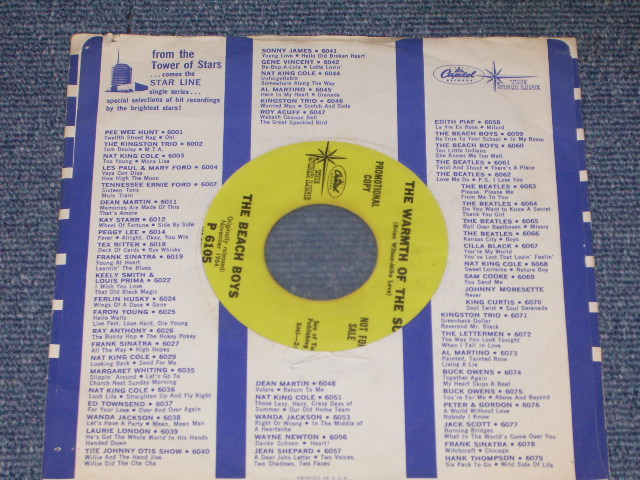 from the
Tower of Stars
...comes the
STAR LINE
single series...
special selections of hit recordings
by the brightest stars!
PEE WEE HUNT • 6001
Twelfth Street Rag • Oh!
THE KINGSTON TRIO • 6002
Tom Dooley • M.T.A.
NAT KING COLE • 6003
Too Young • Mona Lisa
LES PAUL & MARY FORD • 6004
Vaya Con Dios
How High The Moon
TENNESSEE ERNIE FORD • 6007
Sixteen Tons
Mule Train
DEAN MARTIN • 6011
Memories Are Made Of This
That's Amore
KAY STARR • 6012
Wheel Of Fortune • Side By Side
PEGGY LEE • 6014
Fever • Alright, Okay, You Win
TEX RITTER • 6018
Deck Of Cards • Rye Whisky
FRANK SINATRA • 6019
Young At Heart
Learnin' The Blues
KEELY SMITH &
LOUIS PRIMA • 6022
I Wish You Love
That Old Black Magic
FERLIN HUSKY • 6024
Wings Of A Dove • Gone
FARON YOUNG • 6025
Hello Walls
Live Fast, Love Hard, Die Young
RAY ANTHONY • 6026
The Bunny Hop • The Hokey Pokey
FRANK SINATRA • 6027
All The Way
High Hopes
NAT KING COLE • 6029
Looking Back • Send For Me
MARGARET WHITING • 6035
Slippin' Around • Let's Go To
Church Next Sunday Morning
NAT KING COLE • 6036
Lush Life • Straighten Up And Fly Right
ED TOWNSEND • 6037
For Your Love • Over And Over Again
WANDA JACKSON • 6038
Let's Have A Party • Mean, Mean Man
LAURIE LONDON • 6039
He's Got The Whole World In His Hands
Handed Down
THE JOHNNY OTIS SHOW • 6040
Willie And The Hand Jive
Willie Did The Cha Cha
SONNY JAMES • 6041
Young Love • Hello Old Broken Heart
GENE VINCENT • 6042
Be-Bop-A-Lula • Lotta Lovin'
NAT KING COLE • 6044
Unforgettable
Somewhere Along The Way
AL MARTINO • 6045
Here In My Heart • Granada
KINGSTON TRIO • 6046
Worried Man • Scotch And Soda
ROY ACUFF • 6047
Wabash Cannon Ball
The Great Speckled Bird
THE WARMTH OF THE
(Brian Wilson-Mike Love)
PROMOTIONAL
COPY
NOT FOR
SALE
Capitol
THE BEACH BOYS
Originally Released:
November 1964
P-6105
DEAN MARTIN • 6048
Volare • Return To Me
NAT KING COLE • 6051
Those Lazy, Hazy, Crazy Days of
Summer • Our Old Home Team
WANDA JACKSON • 6053
Right Or Wrong • In The Middle of
A Heartache
WAYNE NEWTON • 6056
Danke Schoen • Heart!
JEAN SHEPARD • 6057
A Dear John Letter • Two Voices,
Two Shadows, Two Faces
PRINTED IN U.S.A.
Capitol
RECORDS
THE
STAR LINE
EDITH PIAF • 6058
La Vie En Rose • Milord
THE BEACH BOYS • 6059
Be True To Your School • In My Room
THE BEACH BOYS • 6060
Ten Little Indians
She Knows Me Too Well
THE BEATLES • 6061
Twist And Shout • There's A Place
THE BEATLES • 6062
Love Me Do • P.S. I Love You
THE BEATLES • 6063
Please, Please Me
From Me To You
THE BEATLES • 6064
Do You Want to Know A Secret
Thank You Girl
THE BEATLES • 6065
Roll Over Beethoven • Misery
THE BEATLES • 6066
Kansas City • Boys
CILLA BLACK • 6067
You're My World
You've Lost That Lovin' Feelin'
NAT KING COLE • 6068
Sweet Lorraine • Nature Boy
SAM COOKE • 6069
You Send Me
JOHNNY MORISETTE
Never
KING CURTIS • 6070
Soul Twist • Soul Serenade
KINGSTON TRIO • 6071
Greenback Dollar
Reverend Mr. Black
THE LETTERMEN • 6072
The Way You Look Tonight
When I Fall In Love
AL MARTINO • 6073
Painted, Tainted Rose
Living A Lie
BUCK OWENS • 6074
Together Again
My Heart Skips A Beat
BUCK OWENS • 6075
You're For Me • Above And Beyond
PETER & GORDON • 6076
A World Without Love
Nobody I Know
JACK SCOTT • 6077
Burning Bridges
What In The World's Come Over You
FRANK SINATRA • 6078
Witchcraft • Chicago
HANK THOMPSON • 6079
Six Pack To Go • Wild Side Of Life